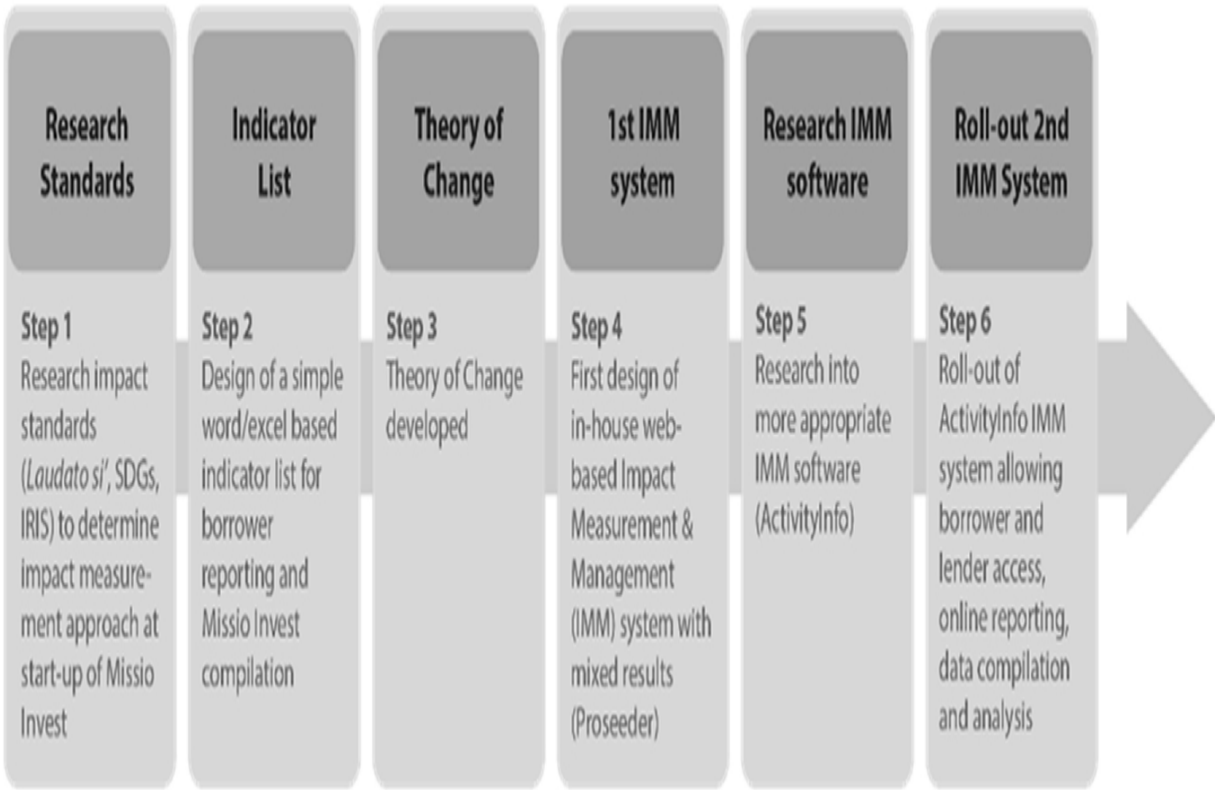 Research
Standards
Step 1
Research impact
standards
(Laudato si’, SDGs,
IRIS) to determine
impact measure-
ment approach at
start-up of Missio
Invest
Indicator
List
Step 2
Design of a simple
word/excel based
indicator list for
borrower
reporting and
Missio Invest
compilation
Theory of
Change
Step 3
Theory of Change
developed
1st IMM
system
Step 4
First design of
in-house web-
based Impact
Measurement &
Management
(IMM) system with
mixed results
(Proseeder)
Research IMM
software
Step 5
Research into
more appropriate
IMM software
(ActivityInfo)
Roll-out 2nd
IMM System
Step 6
Roll-out of
ActivityInfo IMM
system allowing
borrower and
lender access,
online reporting,
data compilation
and analysis